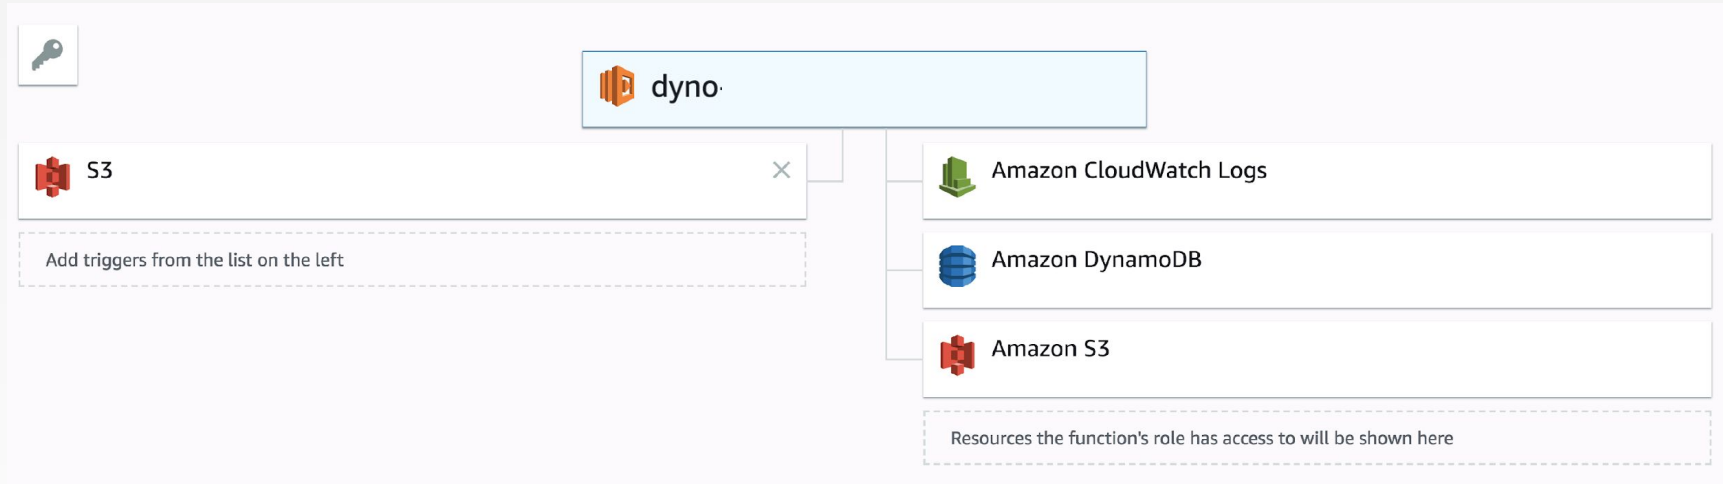 dyno-
S3
Add triggers from the list on the left
Amazon CloudWatch Logs
Amazon DynamoDB
Amazon S3
Resources the function's role has access to will be shown here